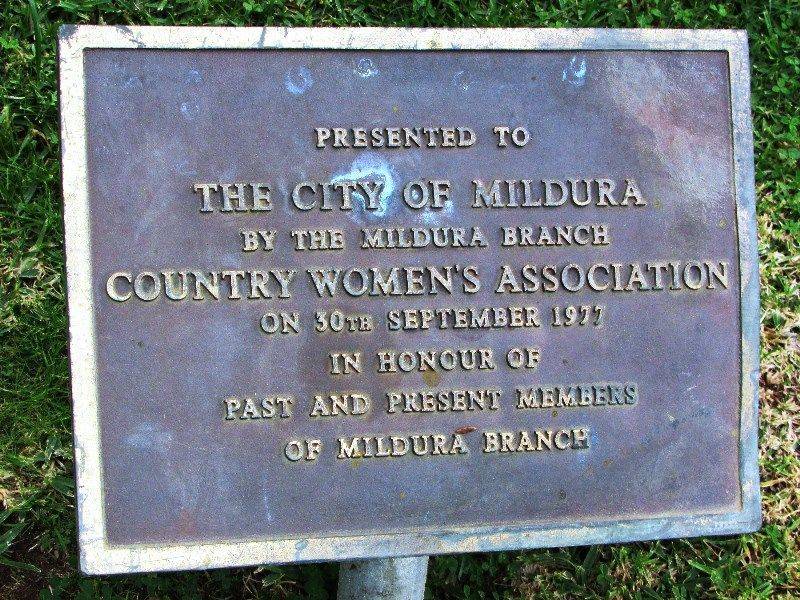 PRESENTED TO
THE CITY OF MILDURA
BY THE MILDURA BRANCH
COUNTRY WOMEN'S ASSOCIATION
ON 30TH SEPTEMBER 1977
IN HONOUR OF
PAST AND PRESENT MEMBERS
OF MILDURA BRANCH